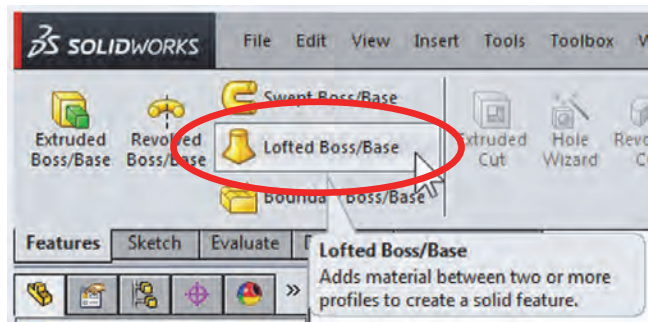 SOLIDWORKS File Edit View Insert Tools Toolbox
Swept Boss/Base
Extruded Boss/Base
Revolved Boss/Base
Lofted Boss/Base
Extruded Cut
Hole Wizard
Boss/Base
Features Sketch Evaluate
»
Lofted Boss/Base
Adds material between two or more
profiles to create a solid feature.